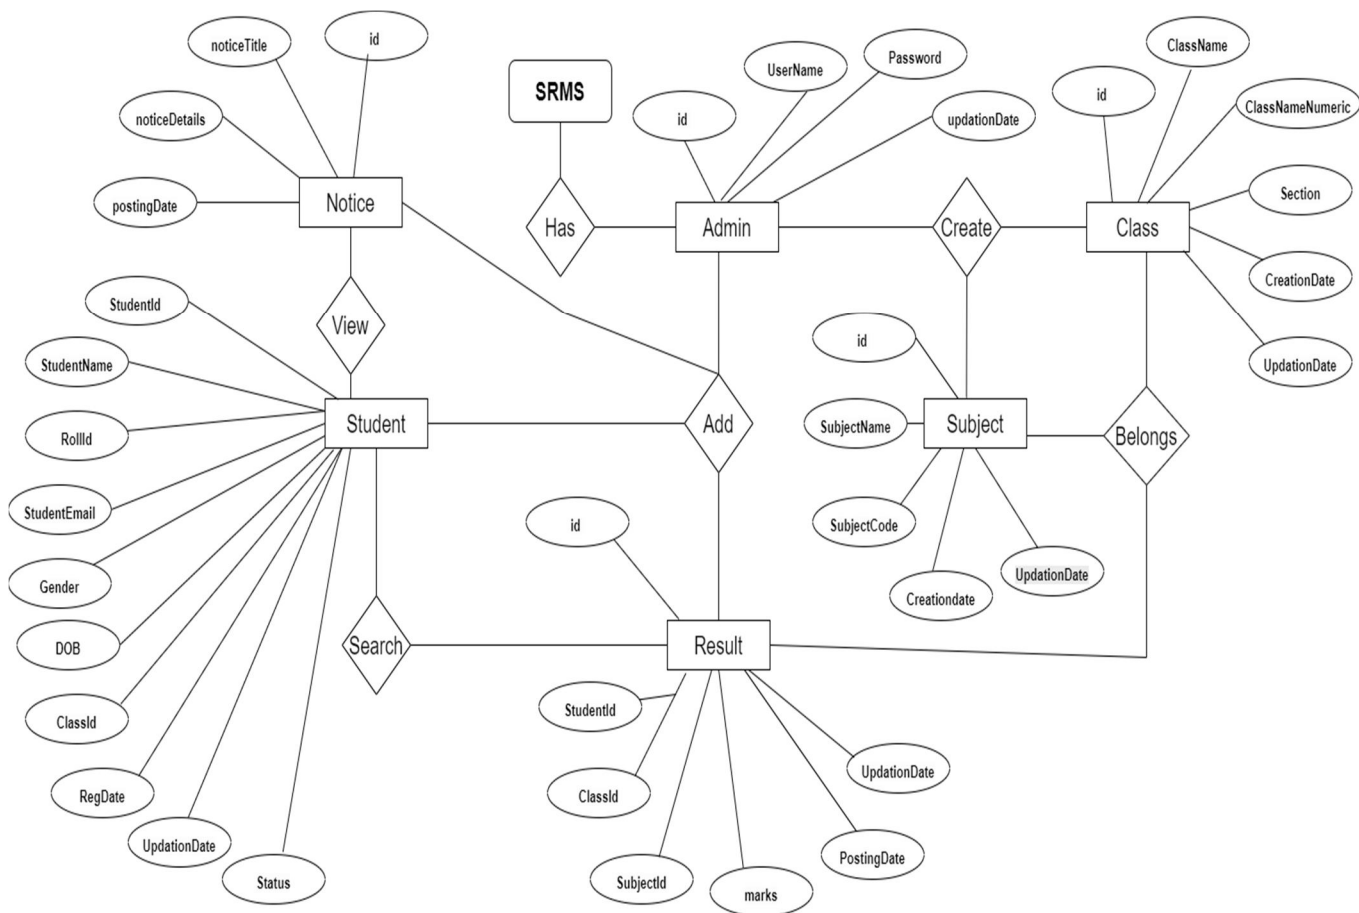 noticeTitle
id
noticeDetails
postingDate
Notice
View
SRMS
Has
id
UserName
Password
updationDate
Admin
Create
id
ClassName
ClassNameNumeric
Section
CreationDate
UpdationDate
Class
StudentId
StudentName
RollId
StudentEmail
Gender
DOB
ClassId
RegDate
UpdationDate
Status
Student
Add
id
SubjectName
SubjectCode
Creationdate
UpdationDate
Subject
Belongs
Search
id
Result
StudentId
ClassId
SubjectId
marks
PostingDate
UpdationDate